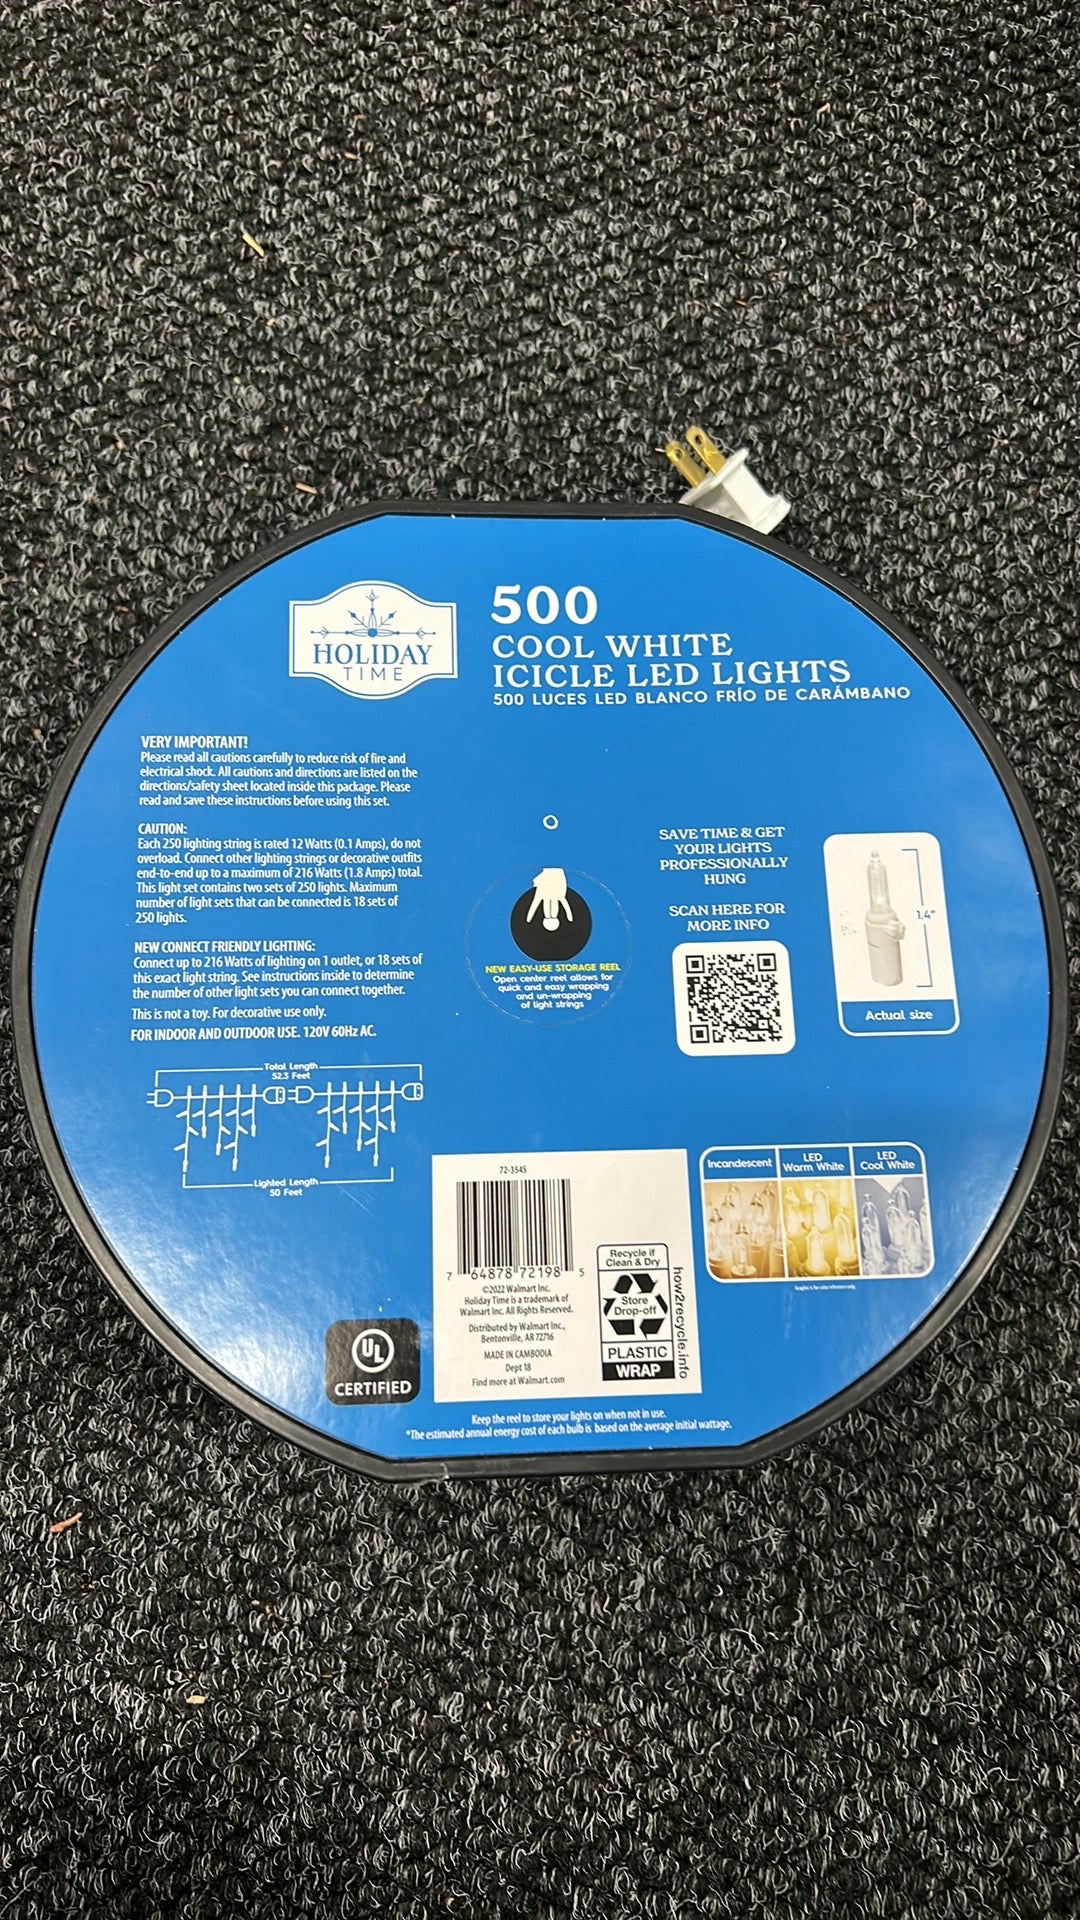 HOLIDAY
TIME
500
COOL WHITE
ICICLE LED LIGHTS
500 LUCES LED BLANCO FRÍO DE CARÁMBANO
VERY IMPORTANT!
Please read all cautions carefully to reduce risk of fire and
electrical shock. All cautions and directions are listed on the
directions/safety sheet located inside this package. Please
read and save these instructions before using this set.
CAUTION:
Each 250 lighting string is rated 12 Watts (0.1 Amps), do not
overload. Connect other lighting strings or decorative outfits
end-to-end up to a maximum of 216 Watts (1.8 Amps) total.
This light set contains two sets of 250 lights. Maximum
number of light sets that can be connected is 18 sets of
250 lights.
NEW CONNECT FRIENDLY LIGHTING:
Connect up to 216 Watts of lighting on 1 outlet, or 18 sets of
this exact light string. See instructions inside to determine
the number of other light sets you can connect together.
This is not a toy. For decorative use only.
FOR INDOOR AND OUTDOOR USE. 120V 60Hz AC.
Total Length
52.3 Feet
Lighted Length
50 Feet
NEW EASY-USE STORAGE REEL
Open center reel allows for
quick and easy wrapping
and un-wrapping
of light strings
SAVE TIME & GET
YOUR LIGHTS
PROFESSIONALLY
HUNG
SCAN HERE FOR
MORE INFO
1.4"
Actual size
Incandescent
LED
Warm White
LED
Cool White
Graphic is for color reference only.
72-3545
7 64878 72198 5
©2022 Walmart Inc.
Holiday Time is a trademark of
Walmart Inc. All Rights Reserved.
Distributed by Walmart Inc.,
Bentonville, AR 72716
MADE IN CAMBODIA
Dept 18
Find more at Walmart.com
Recycle if
Clean & Dry
Store
Drop-off
PLASTIC
WRAP
how2recycle.info
UL
CERTIFIED
Keep the reel to store your lights on when not in use.
*The estimated annual energy cost of each bulb is based on the average initial wattage.